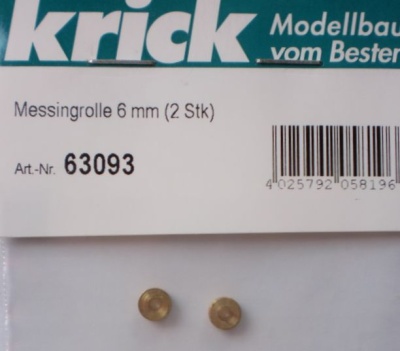 krick
Modellbau
vom Besten
Messingrolle 6 mm (2 Stk)
Art.-Nr. 63093
4 025792 058196